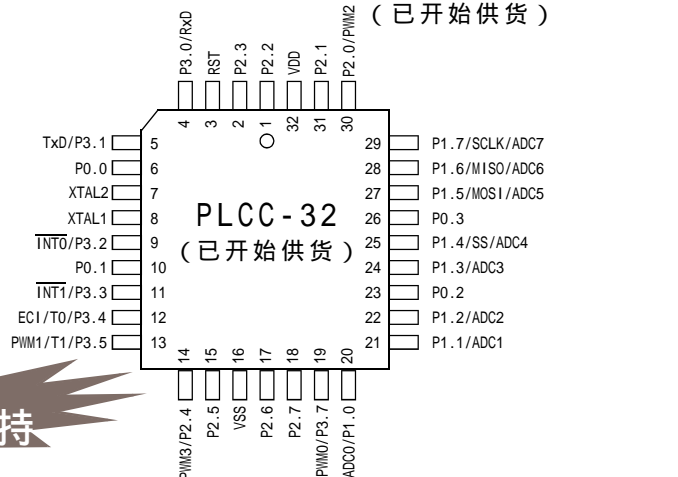 (已开始供货)
P3.0/RxD
RST
P2.3
P2.2
VDD
P2.1
P2.0/PWM2
4
3
2
1
32
31
30
TxD/P3.1 5
P0.0 6
XTAL2 7
XTAL1 8
INT0/P3.2 9
P0.1 10
INT1/P3.3 11
ECI/T0/P3.4 12
PWM1/T1/P3.5 13
PLCC-32
(已开始供货)
29 P1.7/SCLK/ADC7
28 P1.6/MISO/ADC6
27 P1.5/MOSI/ADC5
26 P0.3
25 P1.4/SS/ADC4
24 P1.3/ADC3
23 P0.2
22 P1.2/ADC2
21 P1.1/ADC1
14
15
16
17
18
19
20
PWM3/P2.4
P2.5
VSS
P2.6
P2.7
PWM0/P3.7
ADC0/P1.0
持